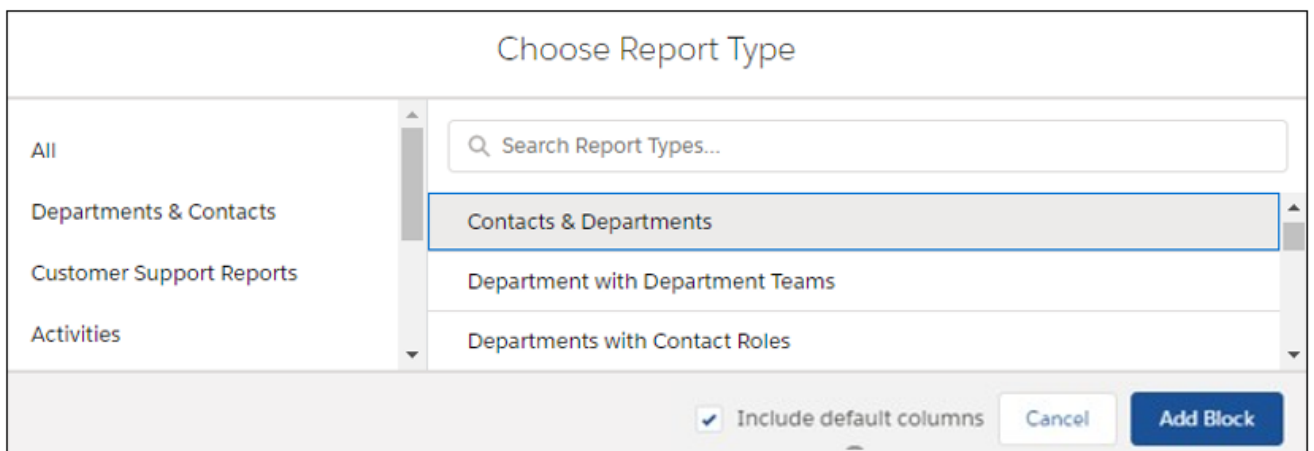 Choose Report Type
All
Departments & Contacts
Customer Support Reports
Activities
Search Report Types...
Contacts & Departments
Department with Department Teams
Departments with Contact Roles
Include default columns
Cancel
Add Block